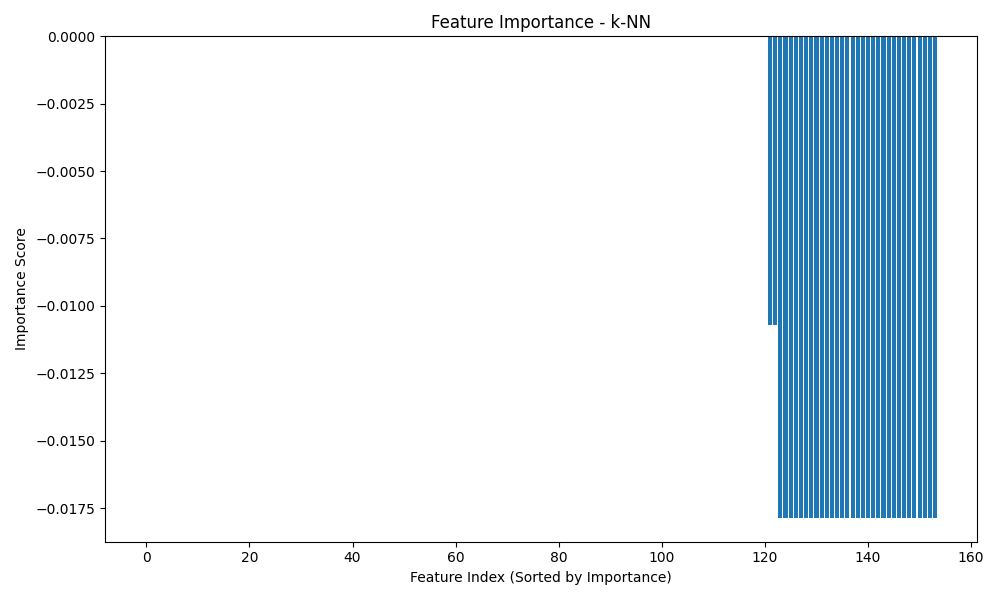 Feature Importance - k-NN
0.0000
−0.0025
−0.0050
−0.0075
−0.0100
−0.0125
−0.0150
−0.0175
Importance Score
0 20 40 60 80 100 120 140 160
Feature Index (Sorted by Importance)